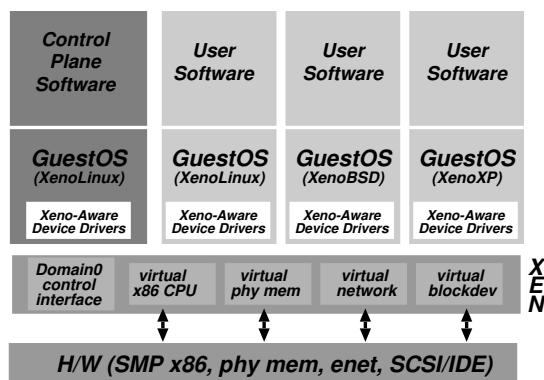 Control
Plane
Software
User
Software
User
Software
User
Software
GuestOS
(XenoLinux)
Xeno-Aware
Device Drivers
GuestOS
(XenoLinux)
Xeno-Aware
Device Drivers
GuestOS
(XenoBSD)
Xeno-Aware
Device Drivers
GuestOS
(XenoXP)
Xeno-Aware
Device Drivers
Domain0
control
interface
virtual
x86 CPU
virtual
phy mem
virtual
network
virtual
blockdev
X
E
N
H/W (SMP x86, phy mem, enet, SCSI/IDE)